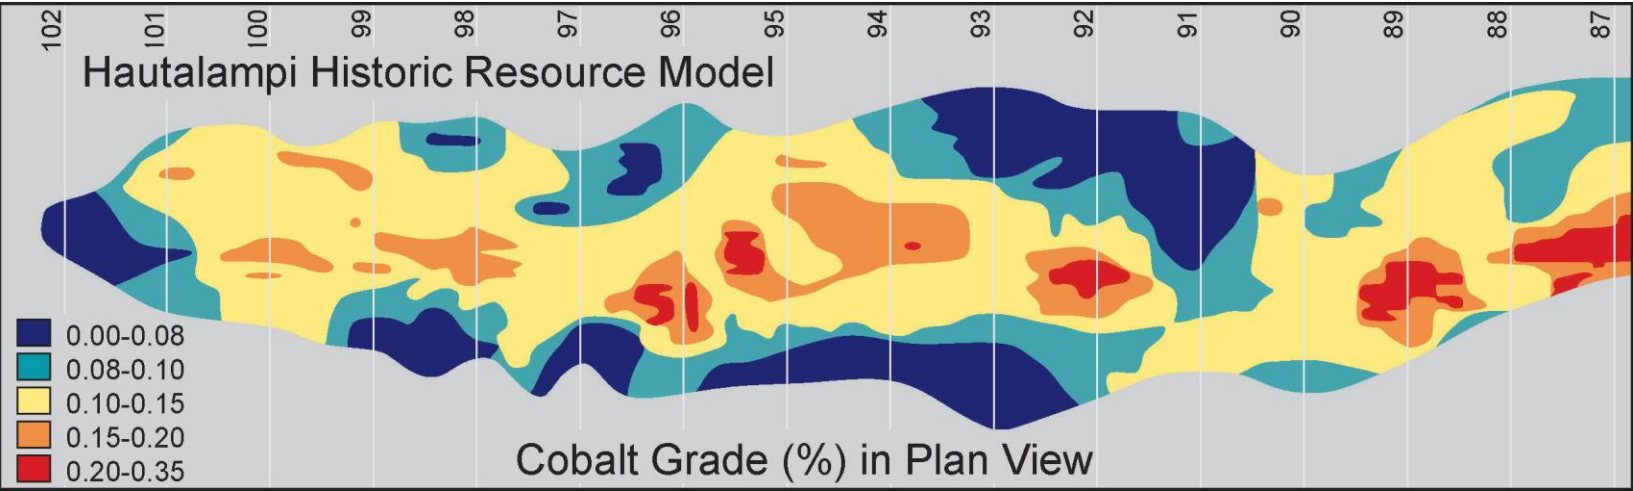 102 101 100 99 98 97 96 95 94 93 92 91 90 89 88 87
Hautalampi Historic Resource Model
0.00-0.08
0.08-0.10
0.10-0.15
0.15-0.20
0.20-0.35
Cobalt Grade (%) in Plan View